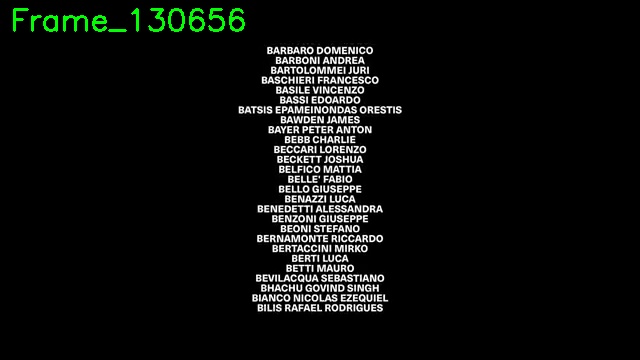 Frame_130656
BARBARO DOMENICO
BARBONI ANDREA
BARTOLOMMEI JURI
BASCHIERI FRANCESCO
BASILE VINCENZO
BASSI EDOARDO
BATSIS EPAMEINONDAS ORESTIS
BAWDEN JAMES
BAYER PETER ANTON
BEBB CHARLIE
BECCARI LORENZO
BECKETT JOSHUA
BELFICO MATTIA
BELLE' FABIO
BELLO GIUSEPPE
BENAZZI LUCA
BENEDETTI ALESSANDRA
BENZONI GIUSEPPE
BEONI STEFANO
BERNAMONTE RICCARDO
BERTACCINI MIRKO
BERTI LUCA
BETTI MAURO
BEVILACQUA SEBASTIANO
BHACHU GOVIND SINGH
BIANCO NICOLAS EZEQUIEL
BILIS RAFAEL RODRIGUES